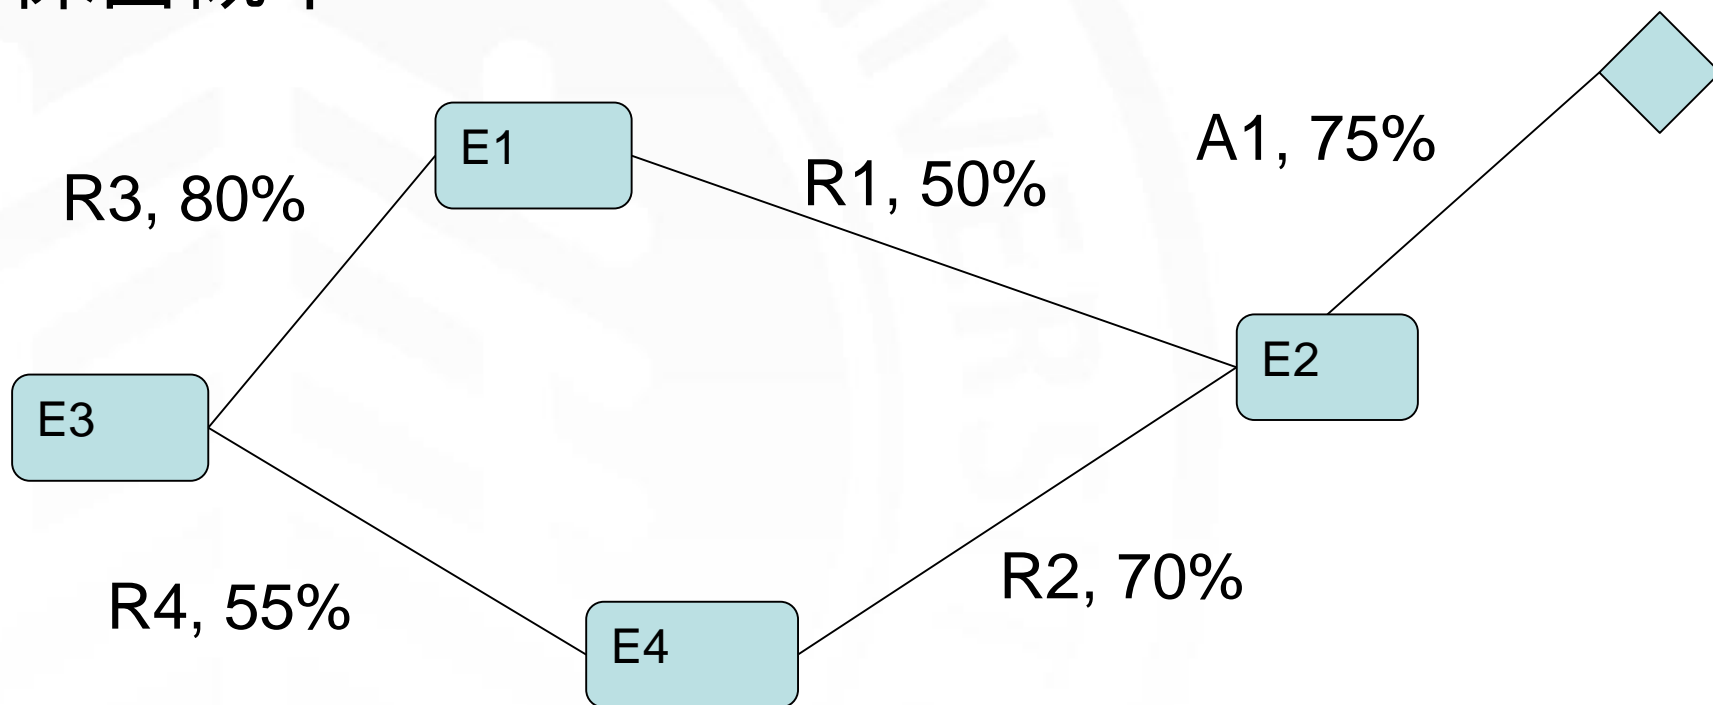 E1
A1, 75%
R1, 50%
R3, 80%
E2
E3
R2, 70%
R4, 55%
E4